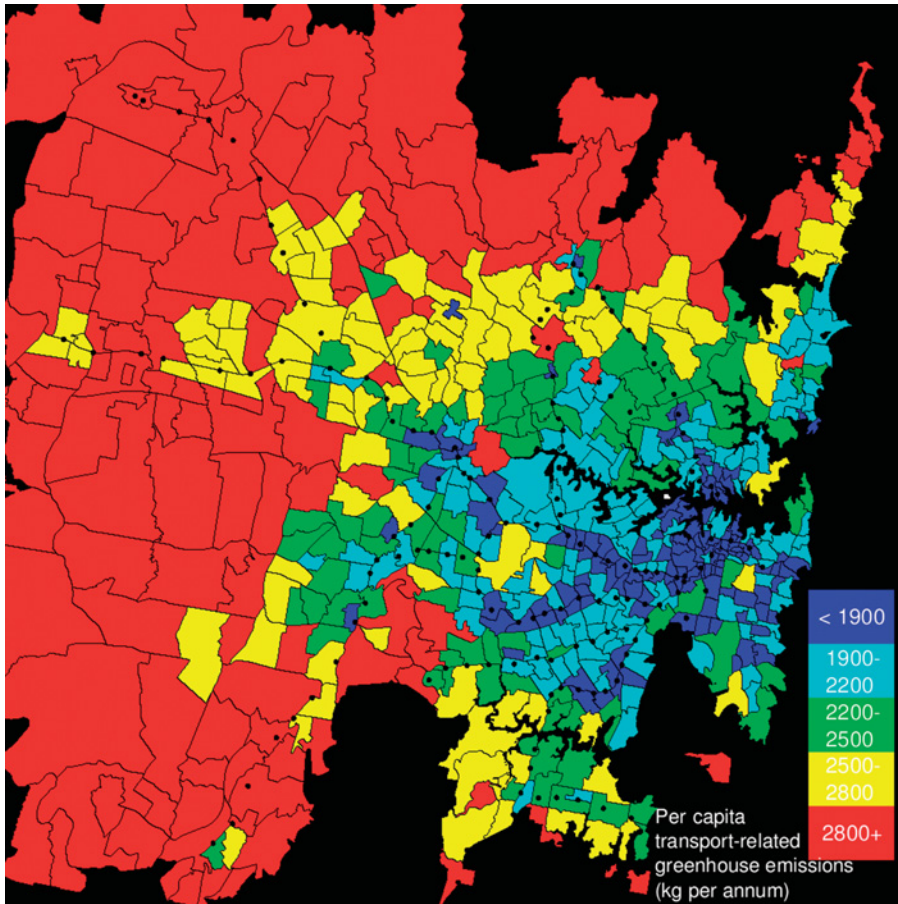 < 1900
1900-
2200
2200-
2500
2500-
2800
2800+
Per capita
transport-related
greenhouse emissions
(kg per annum)